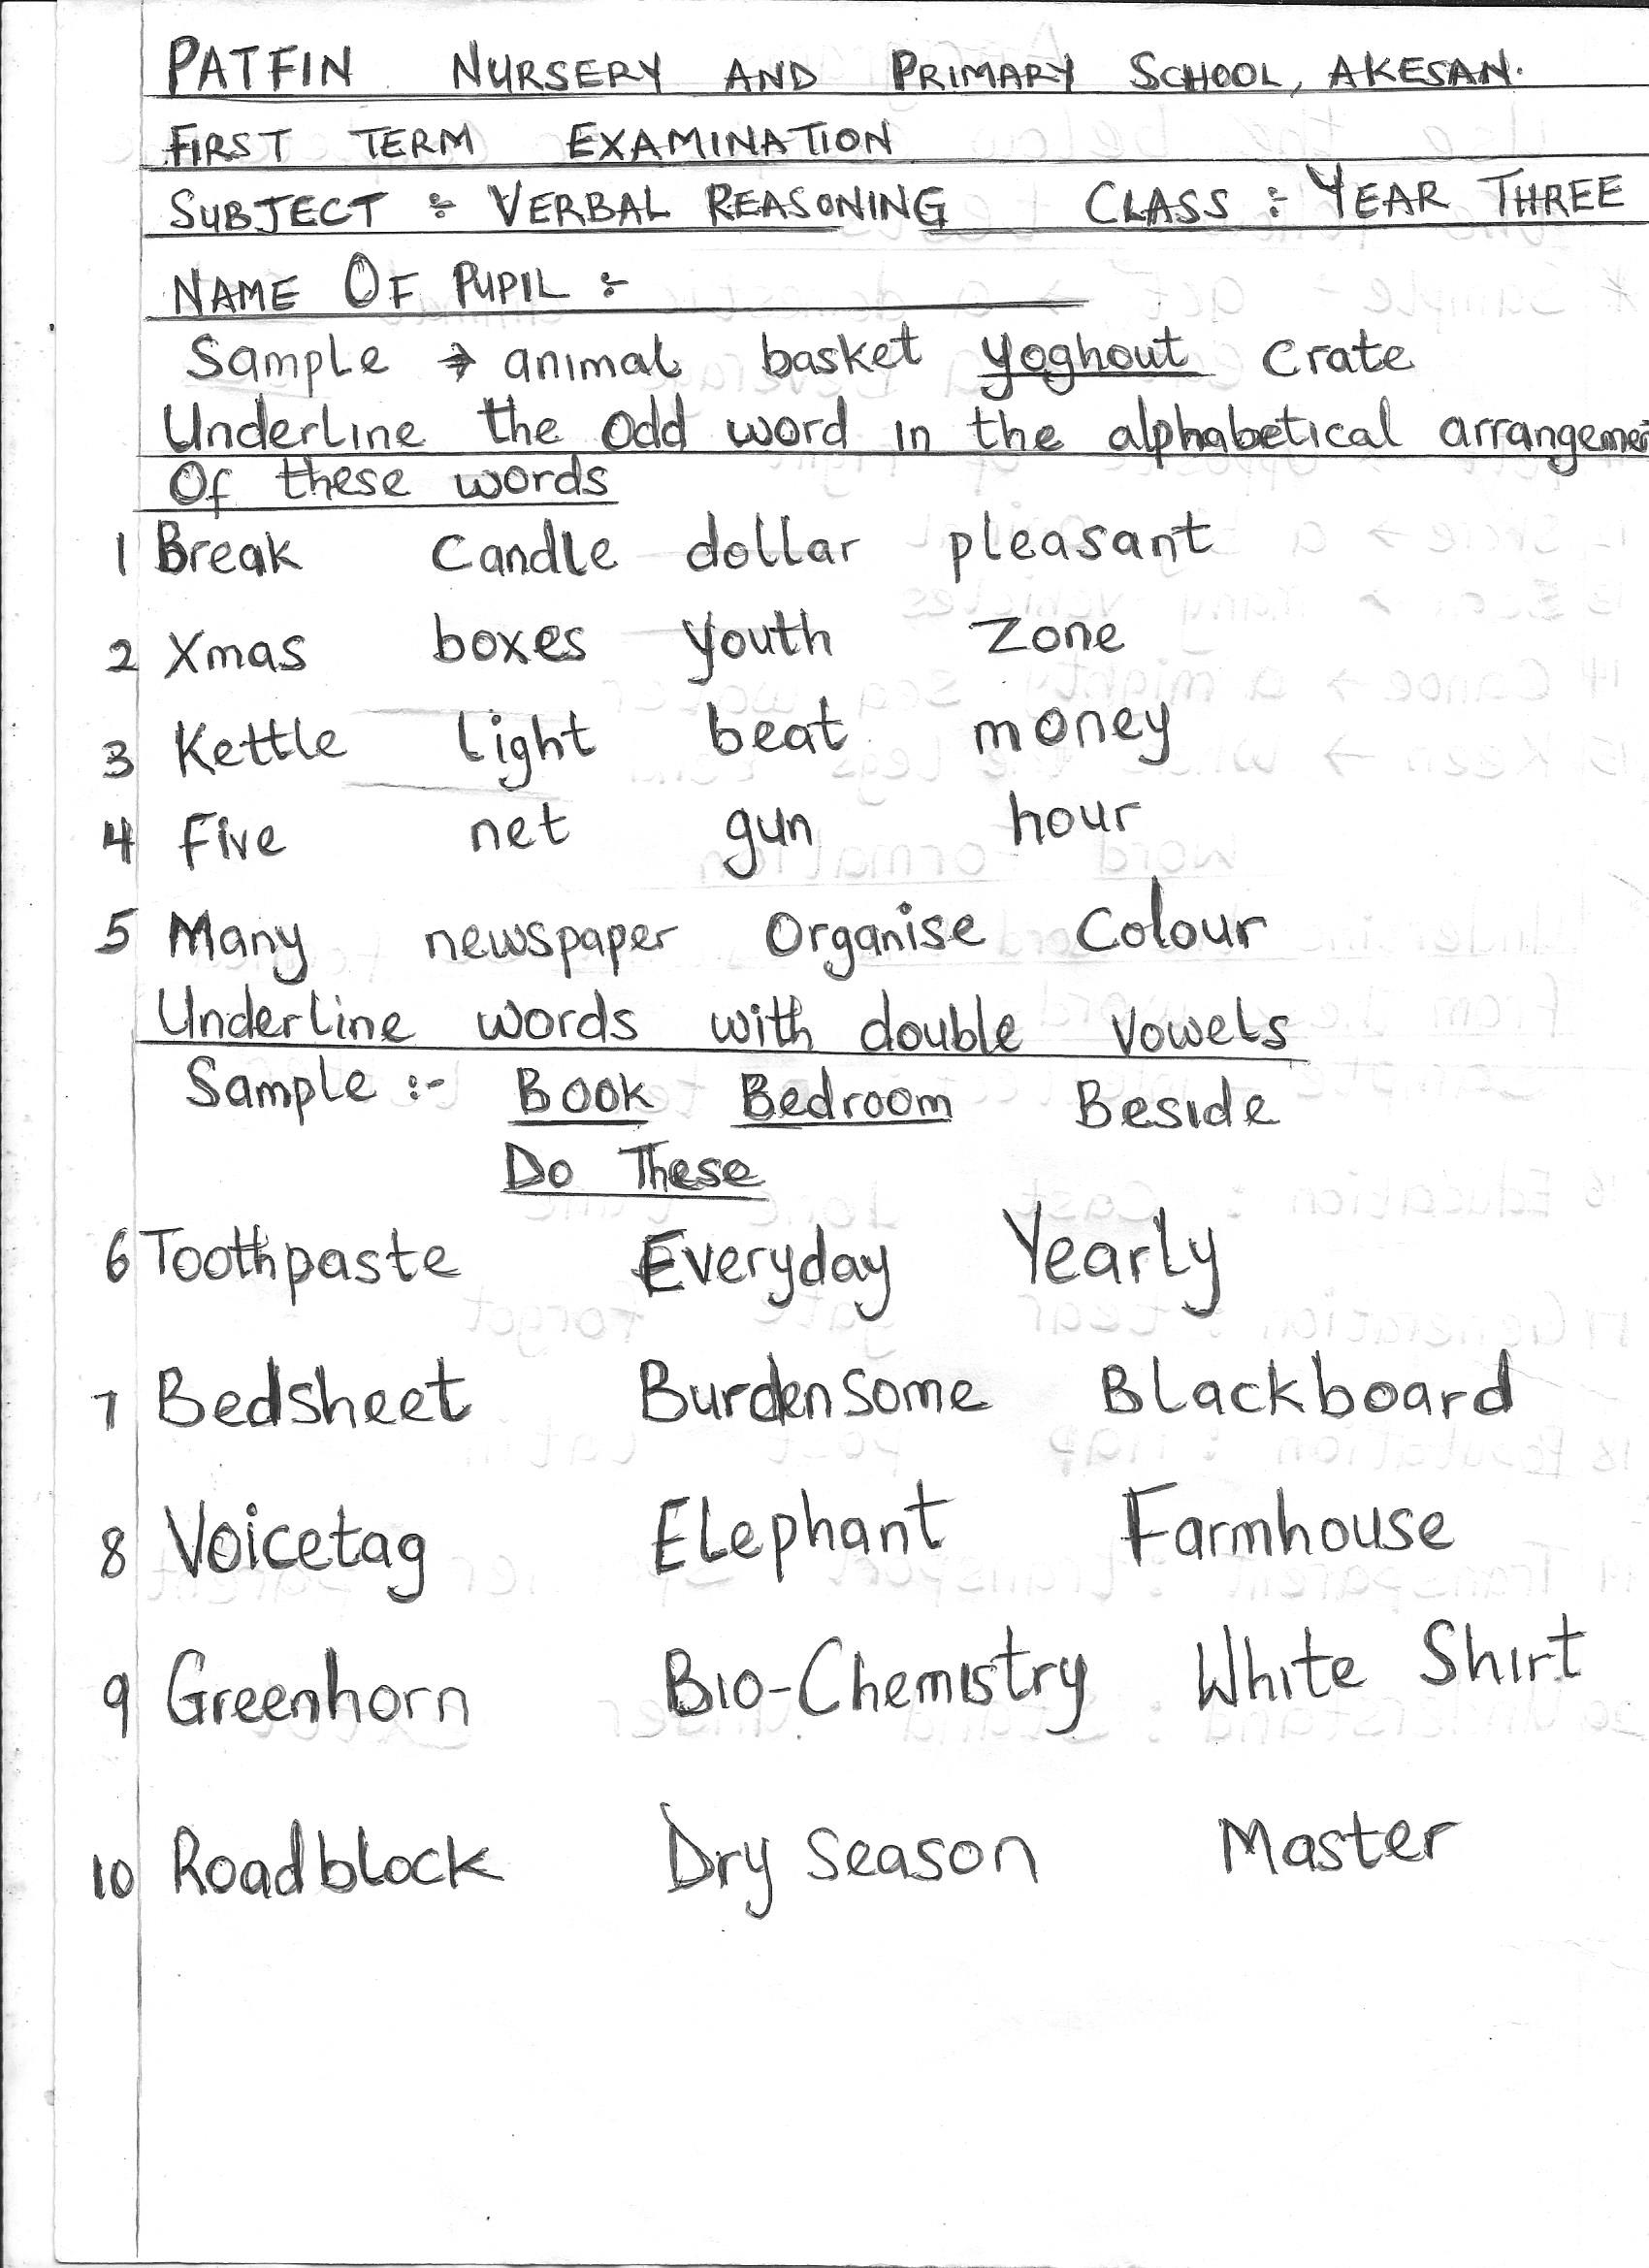 PATFIN NURSERY AND PRIMARY SCHOOL, AKESAN.
FIRST TERM EXAMINATION
SUBJECT :- VERBAL REASONING CLASS :- YEAR THREE
NAME OF PUPIL :-
Sample → animal basket yoghout crate
Underline the odd word in the alphabetical arrangemen
Of these words
1 Break candle dollar pleasant
2 Xmas boxes youth zone
3 Kettle light beat money
4 Five net gun hour
5 Many newspaper Organise Colour
Underline words with double vowels
Sample :- Book Bedroom Beside
Do These
6 Toothpaste Everyday Yearly
7 Bedsheet Burdensome Blackboard
8 Voicetag Elephant Farmhouse
9 Greenhorn Bio-Chemistry White Shirt
10 Roadblock Dry season Master